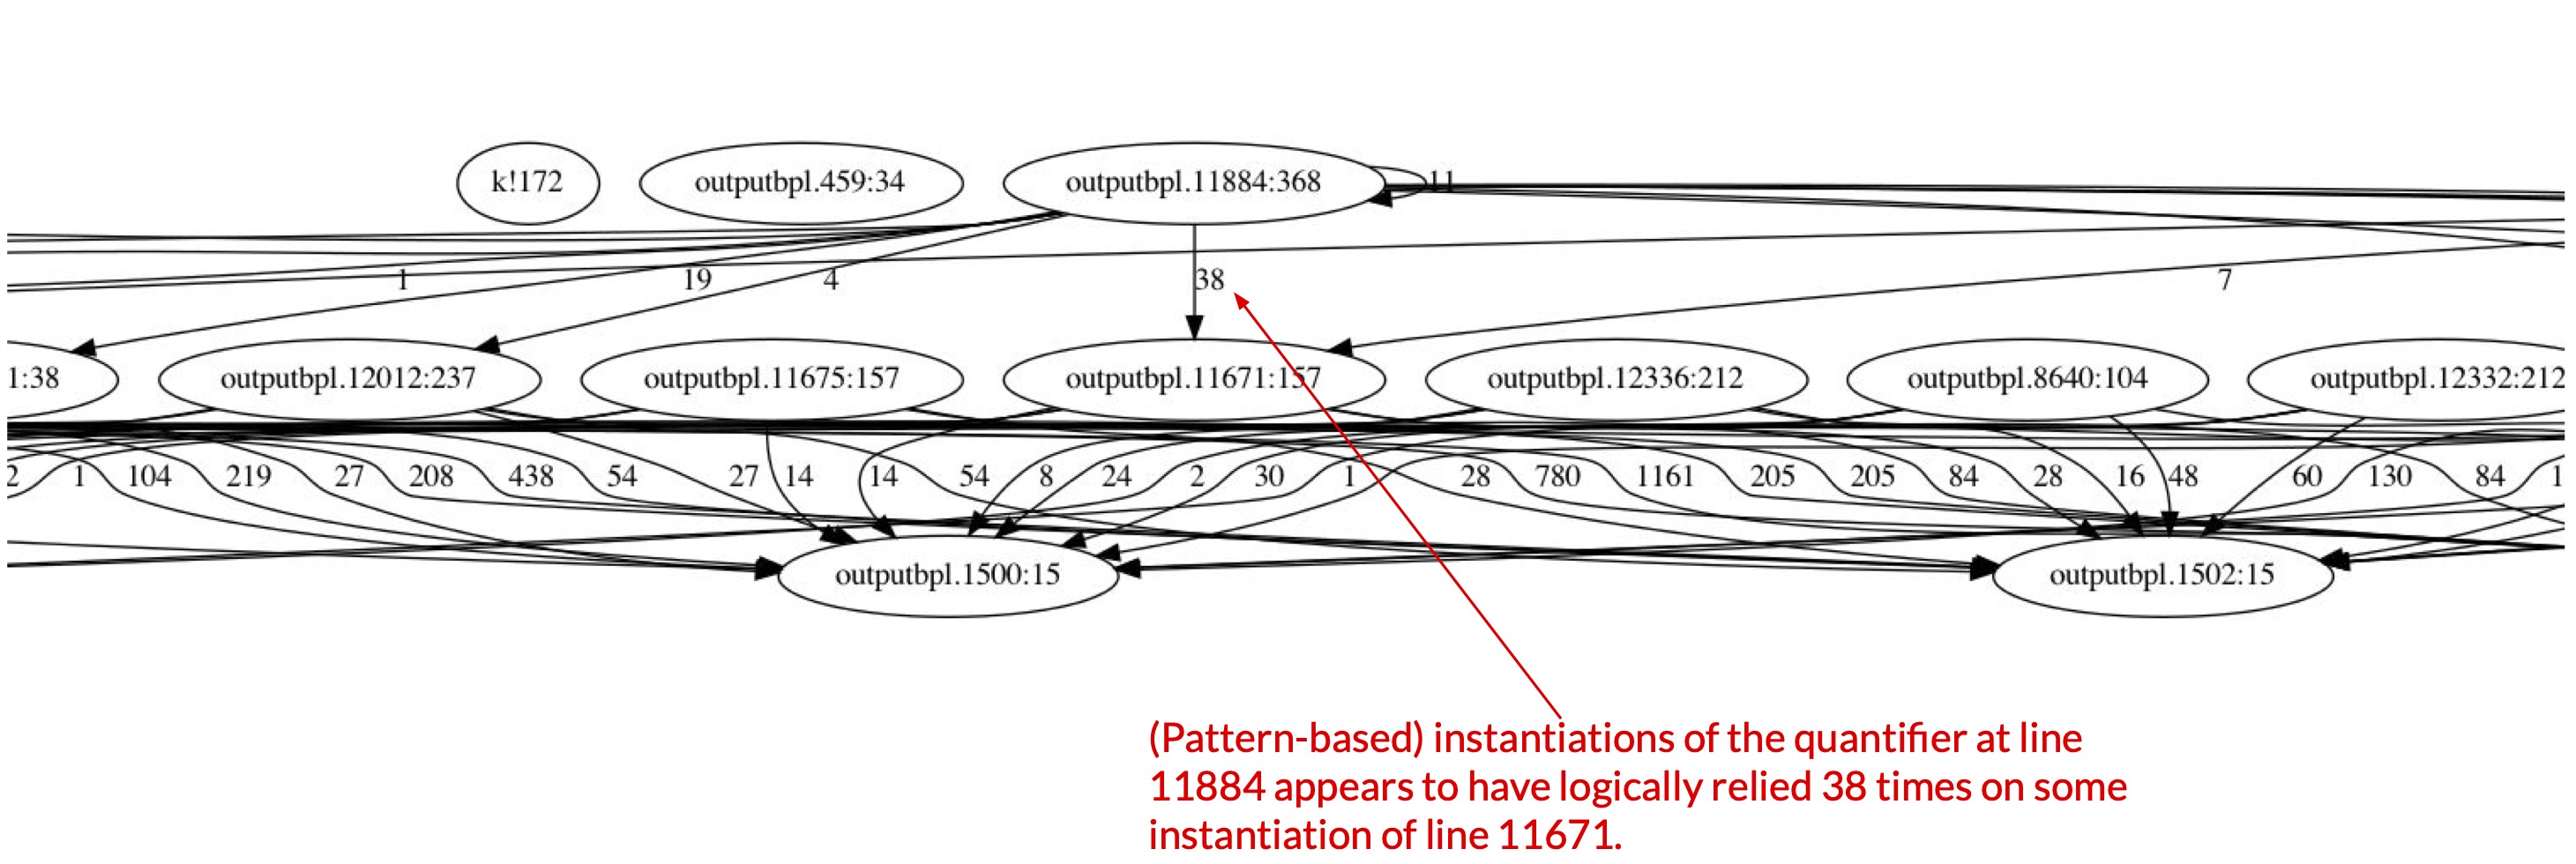 k!172 outputbpl.459:34 outputbpl.11884:368 11
1 19 4 38 7
1:38 outputbpl.12012:237 outputbpl.11675:157 outputbpl.11671:157 outputbpl.12336:212 outputbpl.8640:104 outputbpl.12332:212
2 1 104 219 27 208 438 54 27 14 14 54 8 24 2 30 1 28 780 1161 205 205 84 28 16 48 60 130 84 1
outputbpl.1500:15 outputbpl.1502:15
(Pattern-based) instantiations of the quantifier at line
11884 appears to have logically relied 38 times on some
instantiation of line 11671.